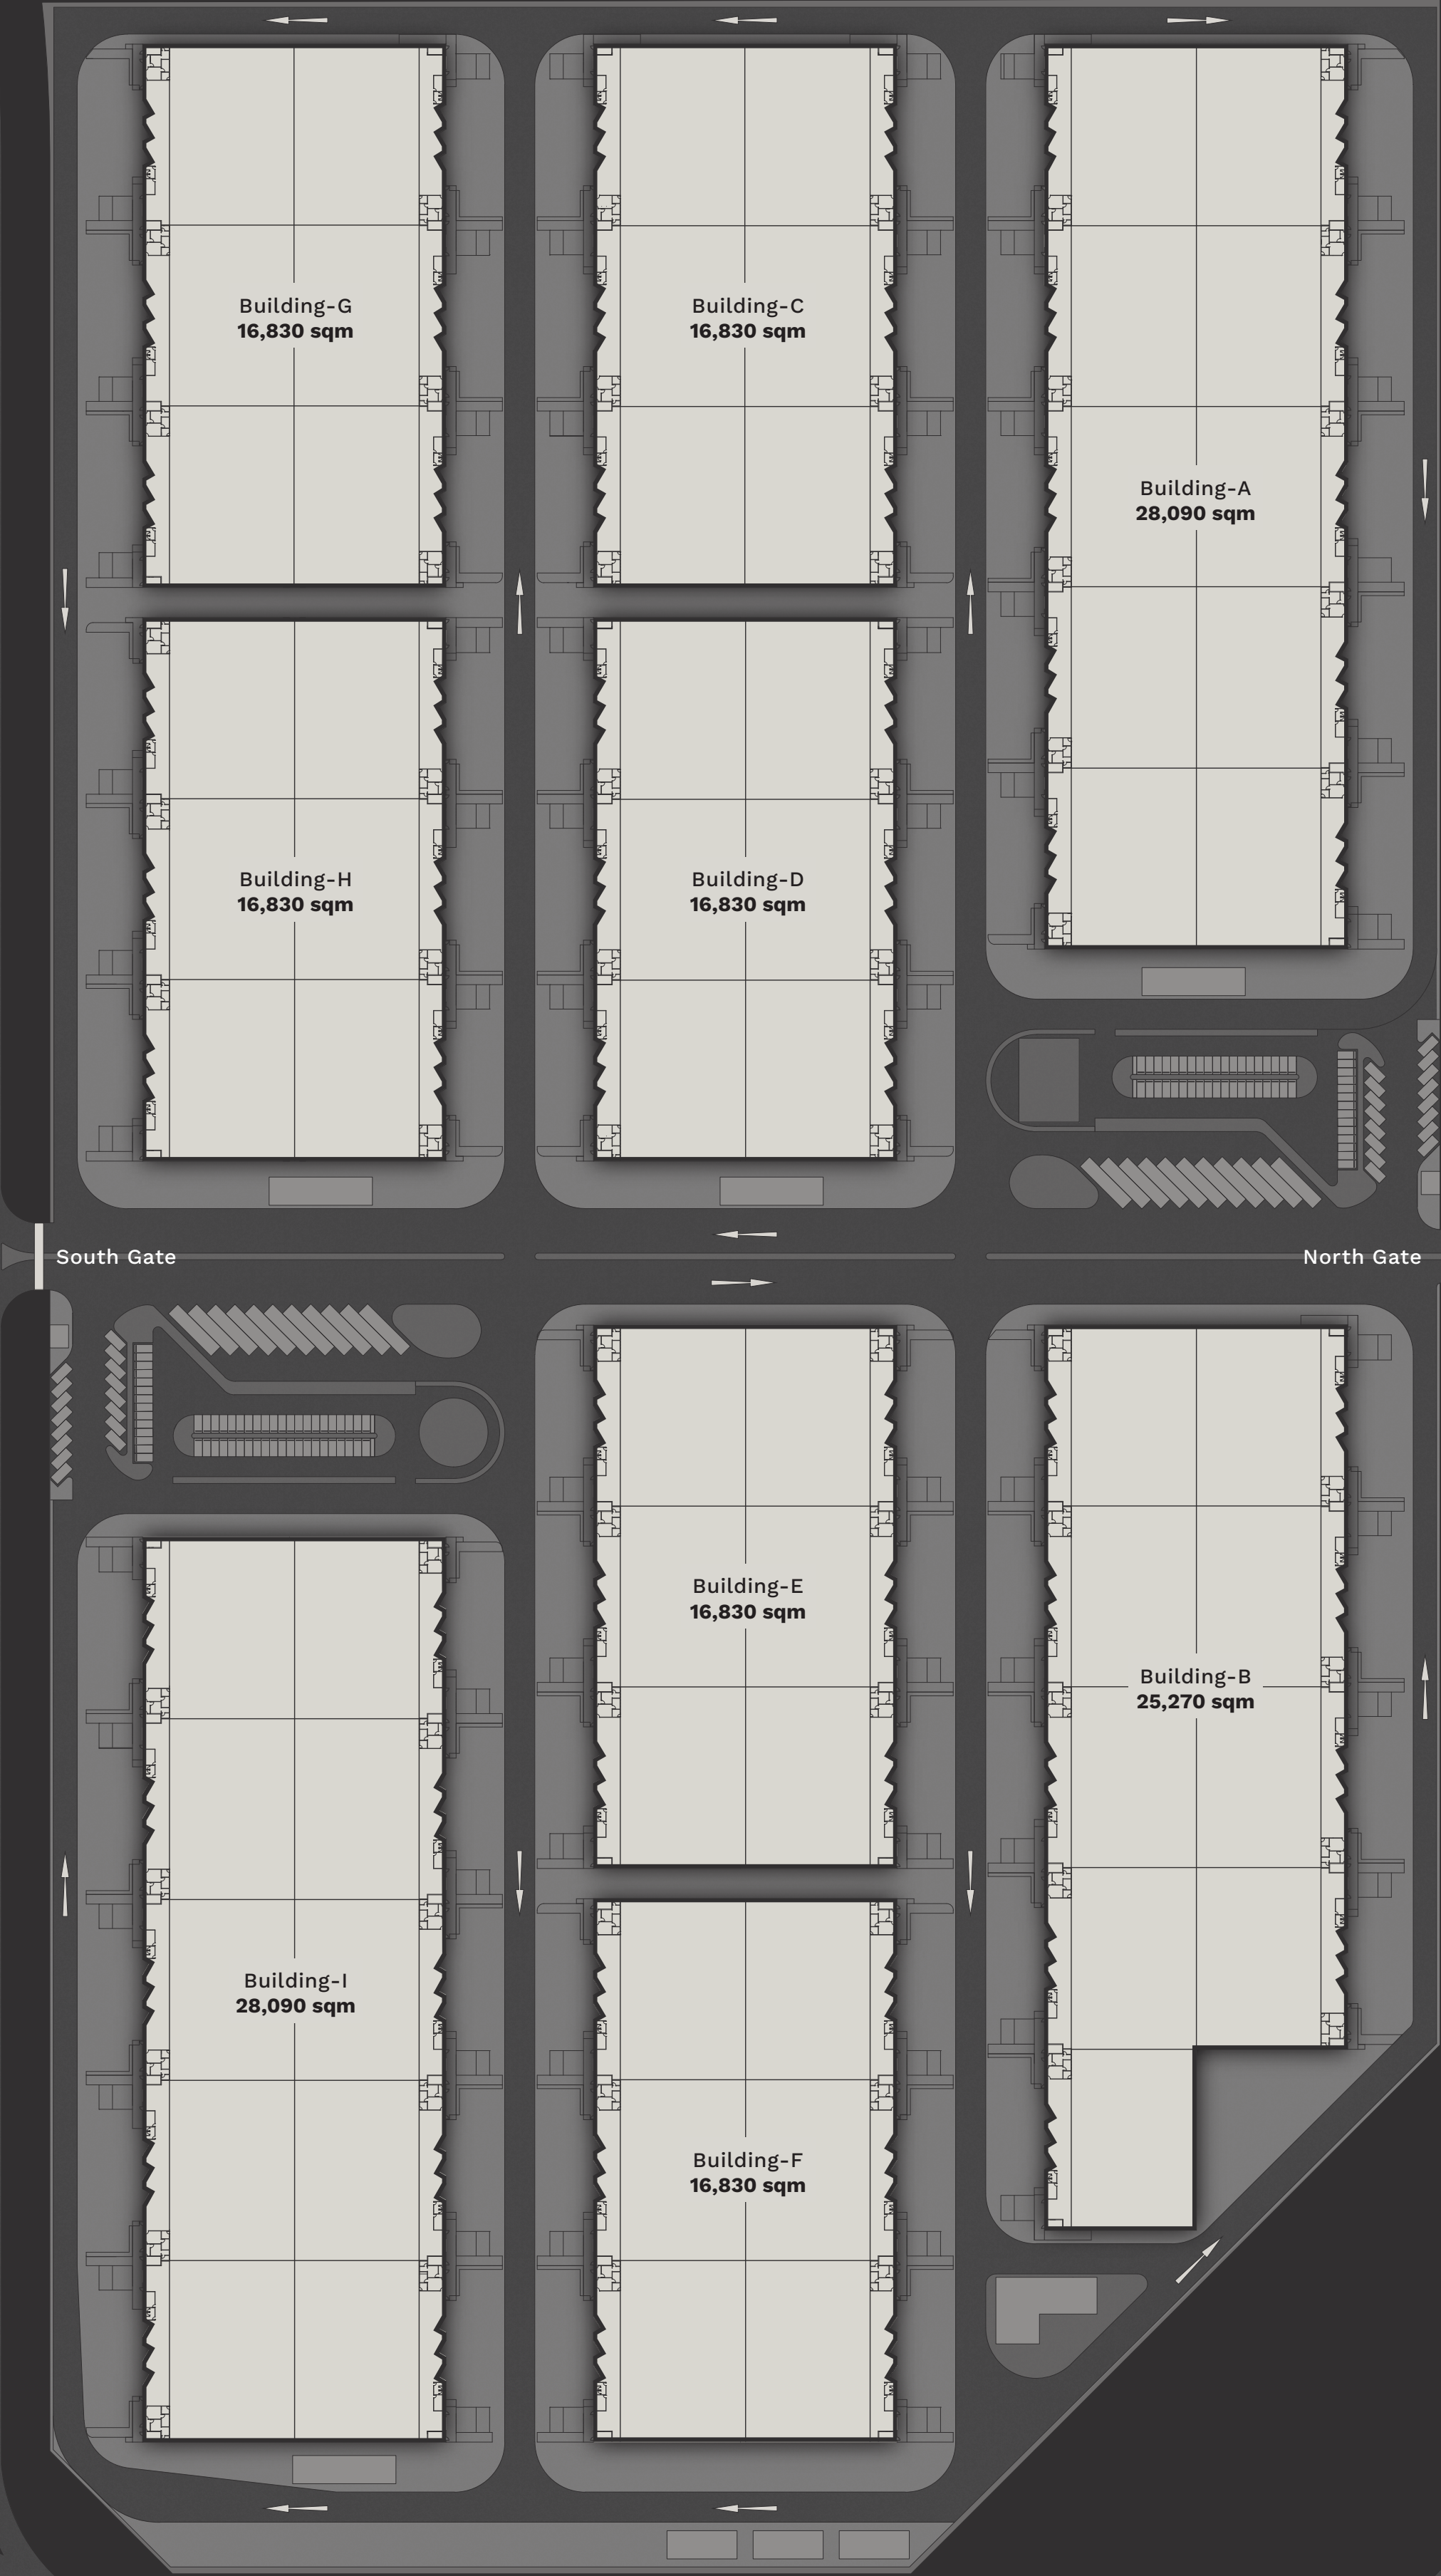 Building-G
16,830 sqm
Building-C
16,830 sqm
Building-A
28,090 sqm
Building-H
16,830 sqm
Building-D
16,830 sqm
South Gate
North Gate
Building-E
16,830 sqm
Building-B
25,270 sqm
Building-I
28,090 sqm
Building-F
16,830 sqm